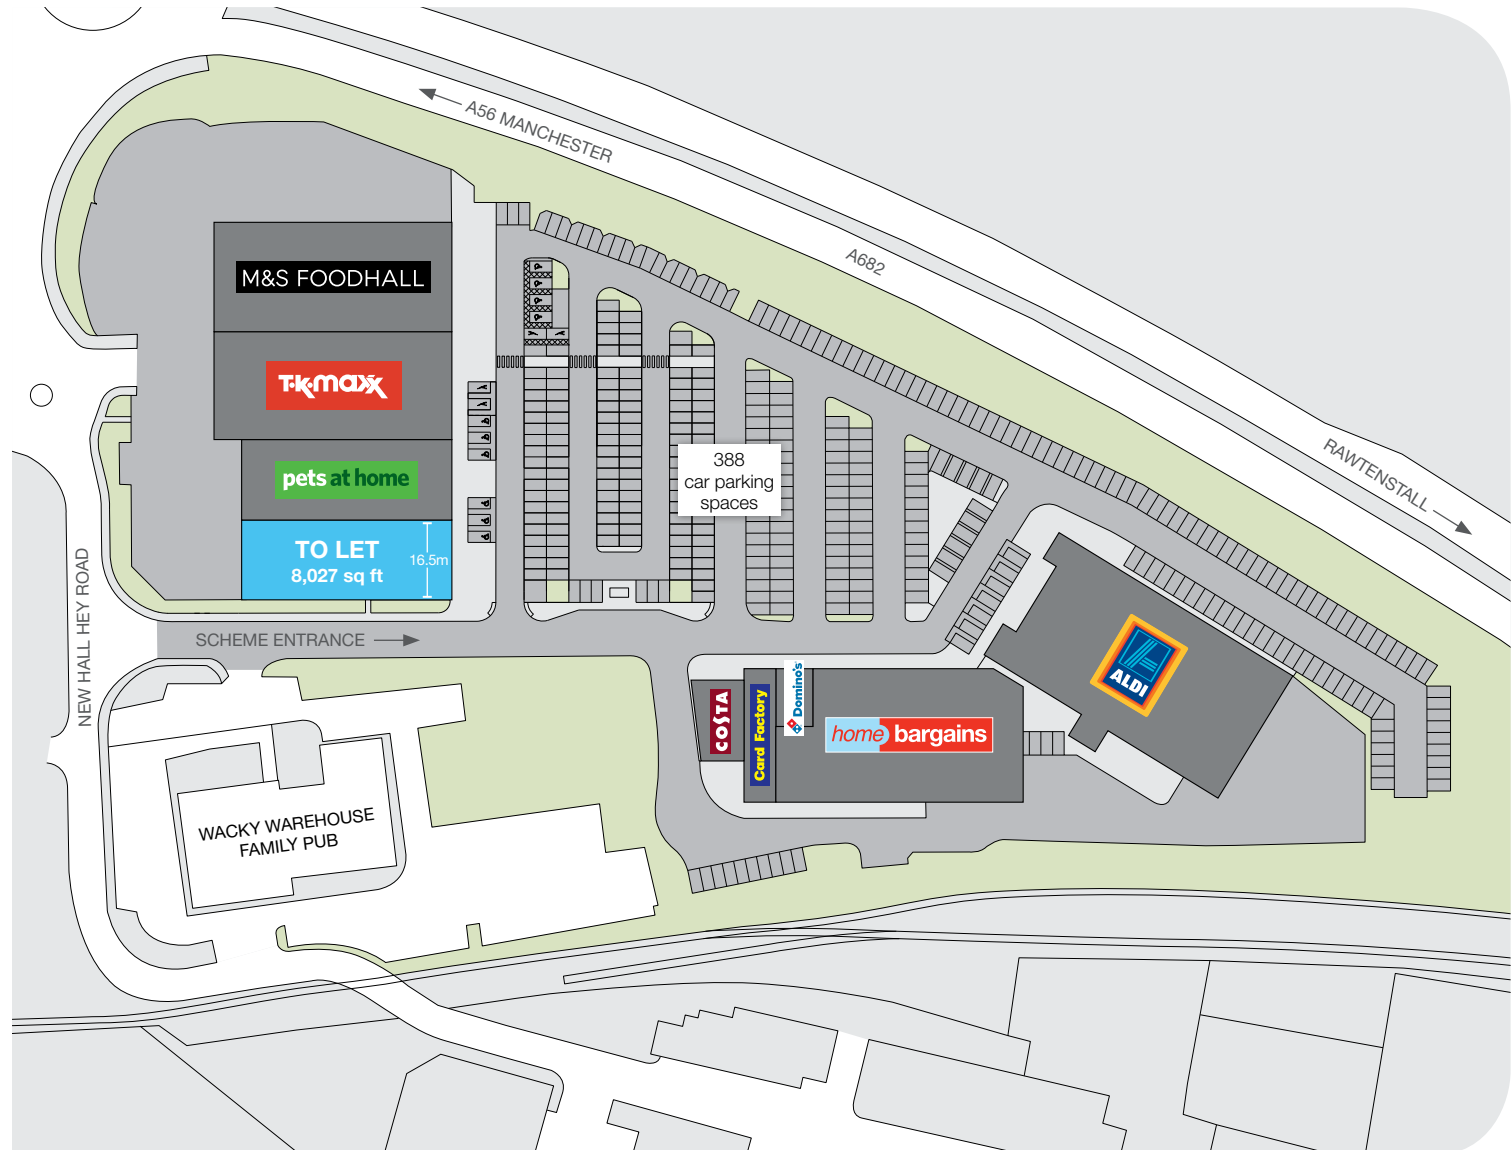 A56 MANCHESTER
A682
RAWTENSTALL
M&S FOODHALL
T·K·maxx
pets at home
TO LET
8,027 sq ft
16.5m
388
car parking
spaces
NEW HALL HEY ROAD
SCHEME ENTRANCE
COSTA
Card Factory
Domino's
home bargains
ALDI
WACKY WAREHOUSE
FAMILY PUB